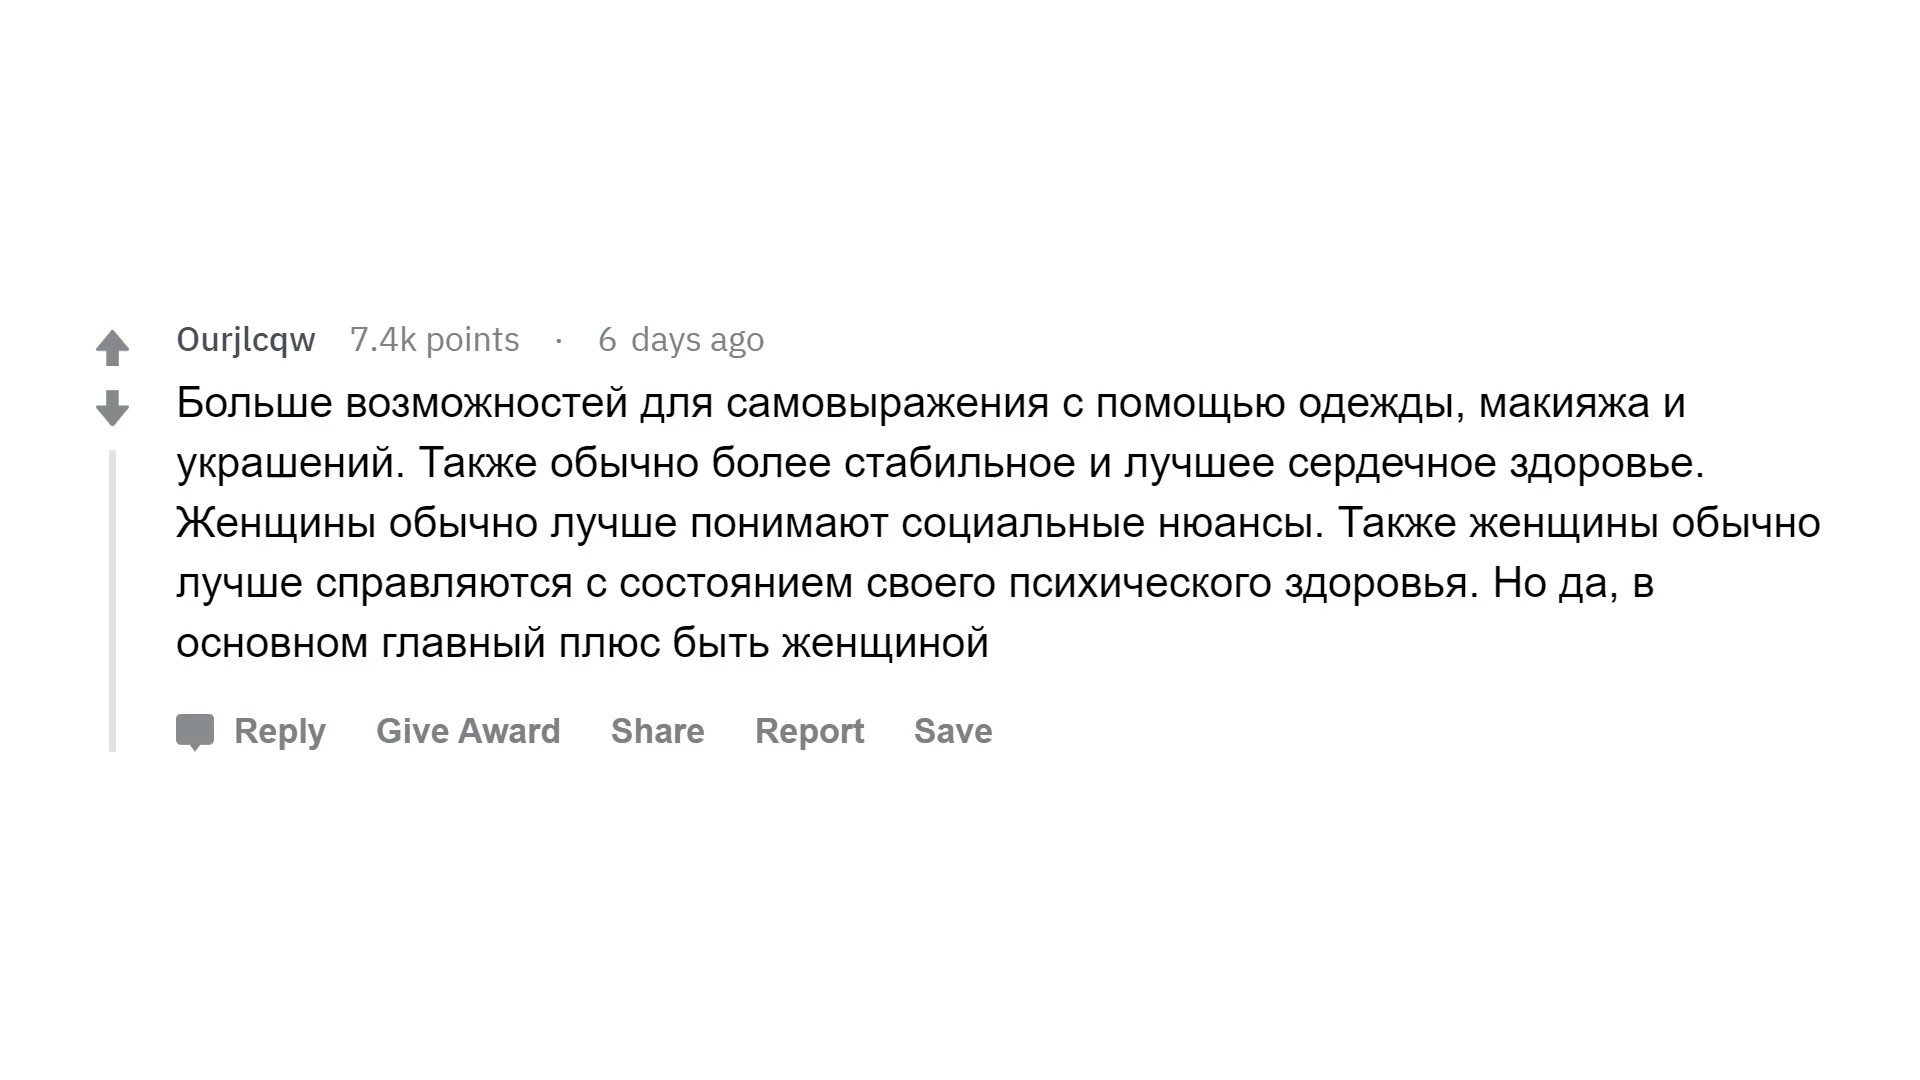 Ourjlcqw 7.4k points · 6 days ago
Больше возможностей для самовыражения с помощью одежды, макияжа и
украшений. Также обычно более стабильное и лучшее сердечное здоровье.
Женщины обычно лучше понимают социальные нюансы. Также женщины обычно
лучше справляются с состоянием своего психического здоровья. Но да, в
основном главный плюс быть женщиной
Reply Give Award Share Report Save